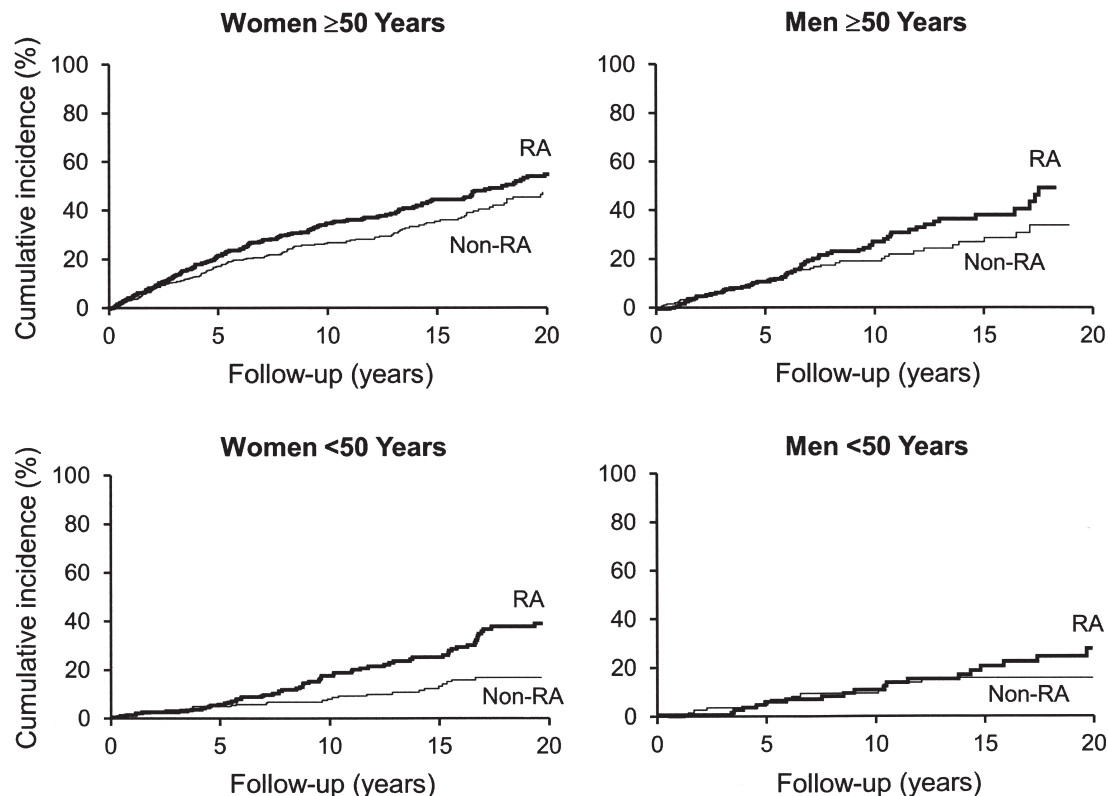 Women ≥50 Years
Cumulative incidence (%)
100
80
60
40
20
0
RA
Non-RA
0 5 10 15 20
Follow-up (years)
Men ≥50 Years
100
80
60
40
20
0
RA
Non-RA
0 5 10 15 20
Follow-up (years)
Women <50 Years
Cumulative incidence (%)
100
80
60
40
20
0
RA
Non-RA
0 5 10 15 20
Follow-up (years)
Men <50 Years
100
80
60
40
20
0
RA
Non-RA
0 5 10 15 20
Follow-up (years)